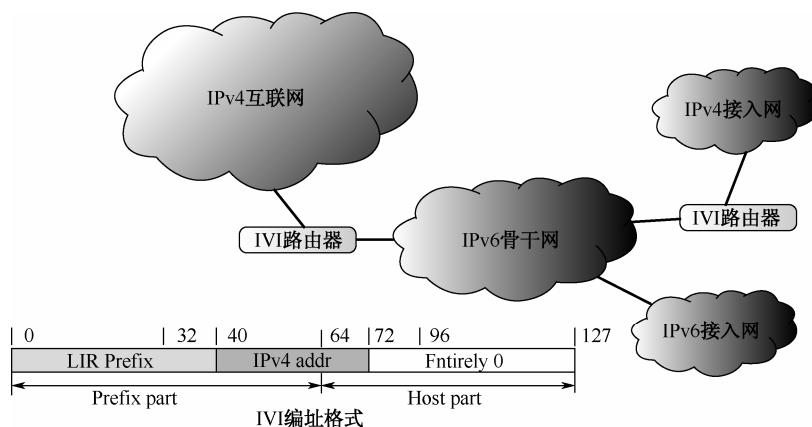 IPv4互联网
IPv4接入网
IVI路由器
IPv6骨干网
IVI路由器
IPv6接入网
0 32 40 64 72 96 127
LIR Prefix IPv4 addr Fntirely 0
Prefix part Host part
IVI编址格式